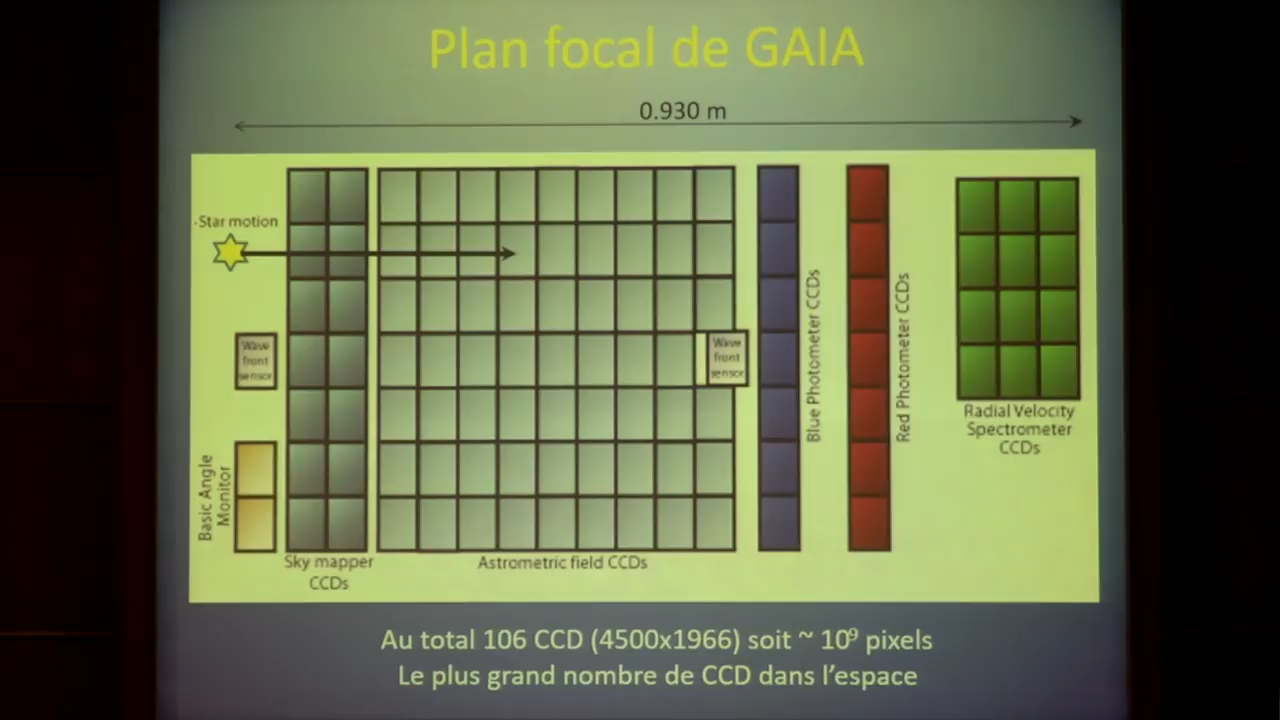 Plan focal de GAIA
0.930 m
Star motion
Wave
front
sensor
Wave
front
sensor
Basic Angle
Monitor
Sky mapper
CCDs
Astrometric field CCDs
Blue Photometer CCDs
Red Photometer CCDs
Radial Velocity
Spectrometer
CCDs
Au total 106 CCD (4500x1966) soit ~ 10⁹ pixels
Le plus grand nombre de CCD dans l'espace